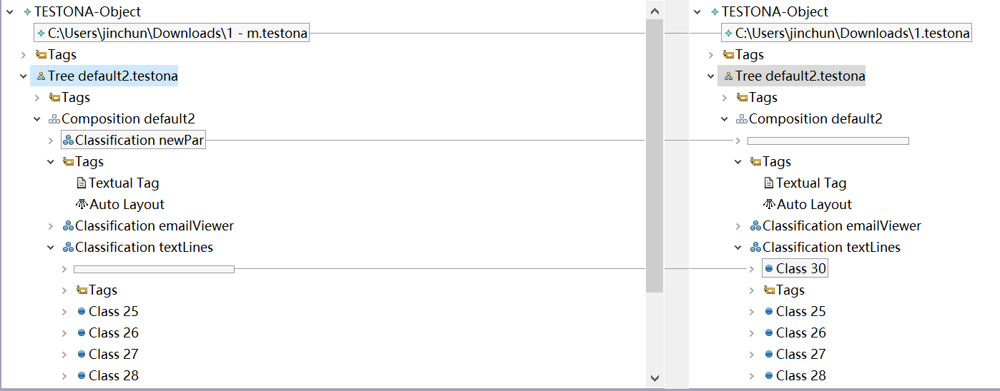 TESTONA-Object
C:\Users\jinchun\Downloads\1 - m.testona
Tags
Tree default2.testona
Tags
Composition default2
Classification newPar
Tags
Textual Tag
Auto Layout
Classification emailViewer
Classification textLines
Tags
Class 25
Class 26
Class 27
Class 28
TESTONA-Object
C:\Users\jinchun\Downloads\1.testona
Tags
Tree default2.testona
Tags
Composition default2
Tags
Textual Tag
Auto Layout
Classification emailViewer
Classification textLines
Class 30
Tags
Class 25
Class 26
Class 27
Class 28